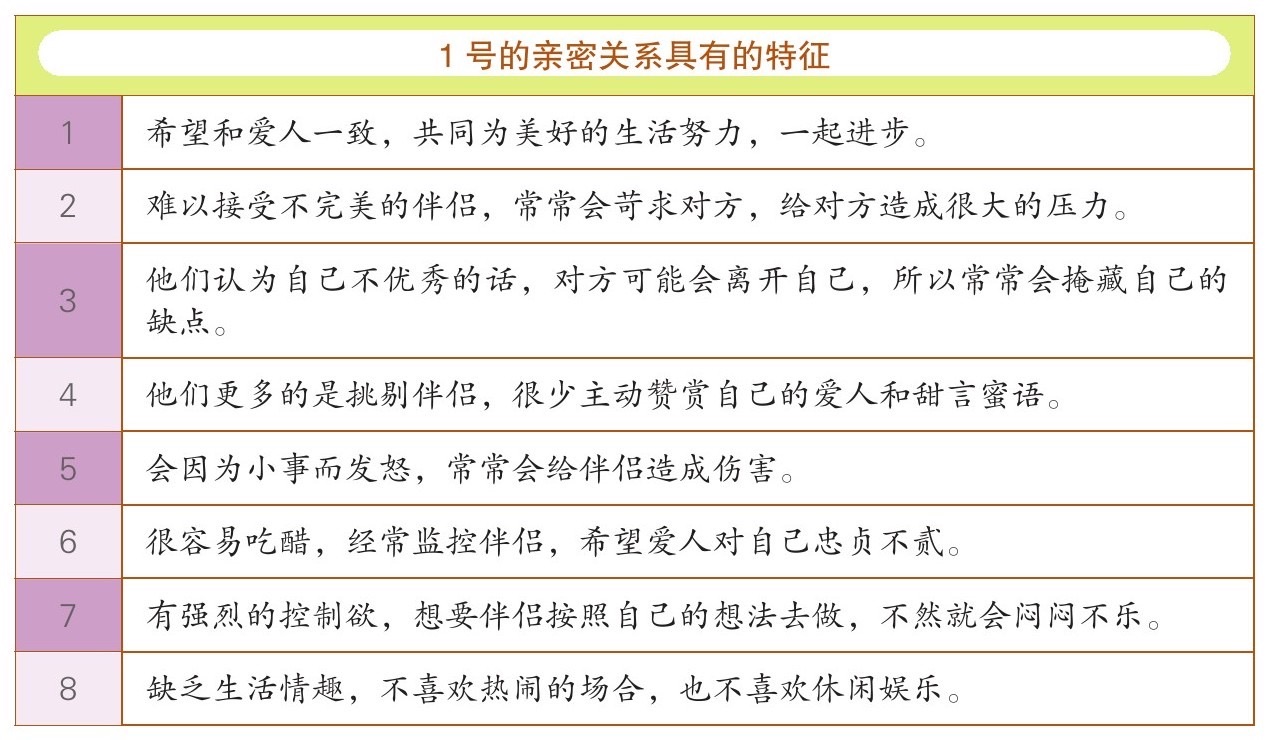 1 号的亲密关系具有的特征
1 希望和爱人一致，共同为美好的生活努力，一起进步。
2 难以接受不完美的伴侣，常常会苛求对方，给对方造成很大的压力。
3 他们认为自己不优秀的话，对方可能会离开自己，所以常常会掩藏自己的
缺点。
4 他们更多的是挑剔伴侣，很少主动赞赏自己的爱人和甜言蜜语。
5 会因为小事而发怒，常常会给伴侣造成伤害。
6 很容易吃醋，经常监控伴侣，希望爱人对自己忠贞不贰。
7 有强烈的控制欲，想要伴侣按照自己的想法去做，不然就会闷闷不乐。
8 缺乏生活情趣，不喜欢热闹的场合，也不喜欢休闲娱乐。